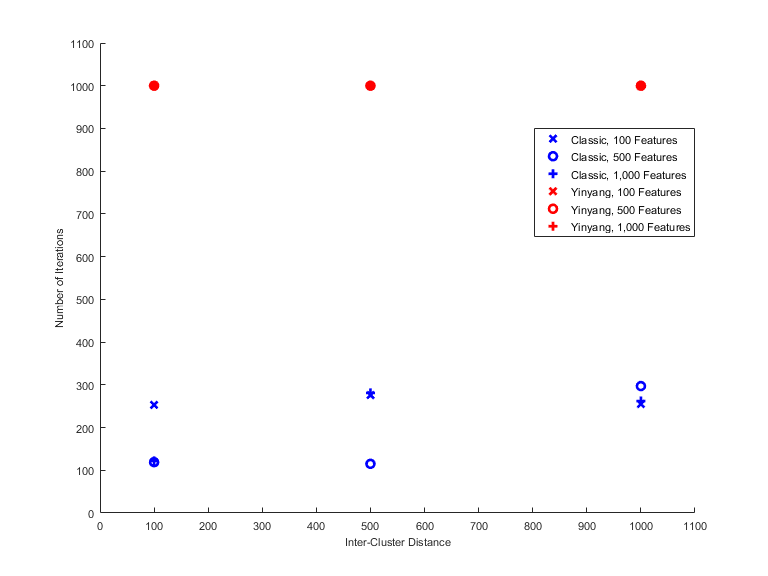 1100
1000
900
800
700
600
500
400
300
200
100
0
Number of Iterations
Classic, 100 Features
Classic, 500 Features
Classic, 1,000 Features
Yinyang, 100 Features
Yinyang, 500 Features
Yinyang, 1,000 Features
0 100 200 300 400 500 600 700 800 900 1000 1100
Inter-Cluster Distance